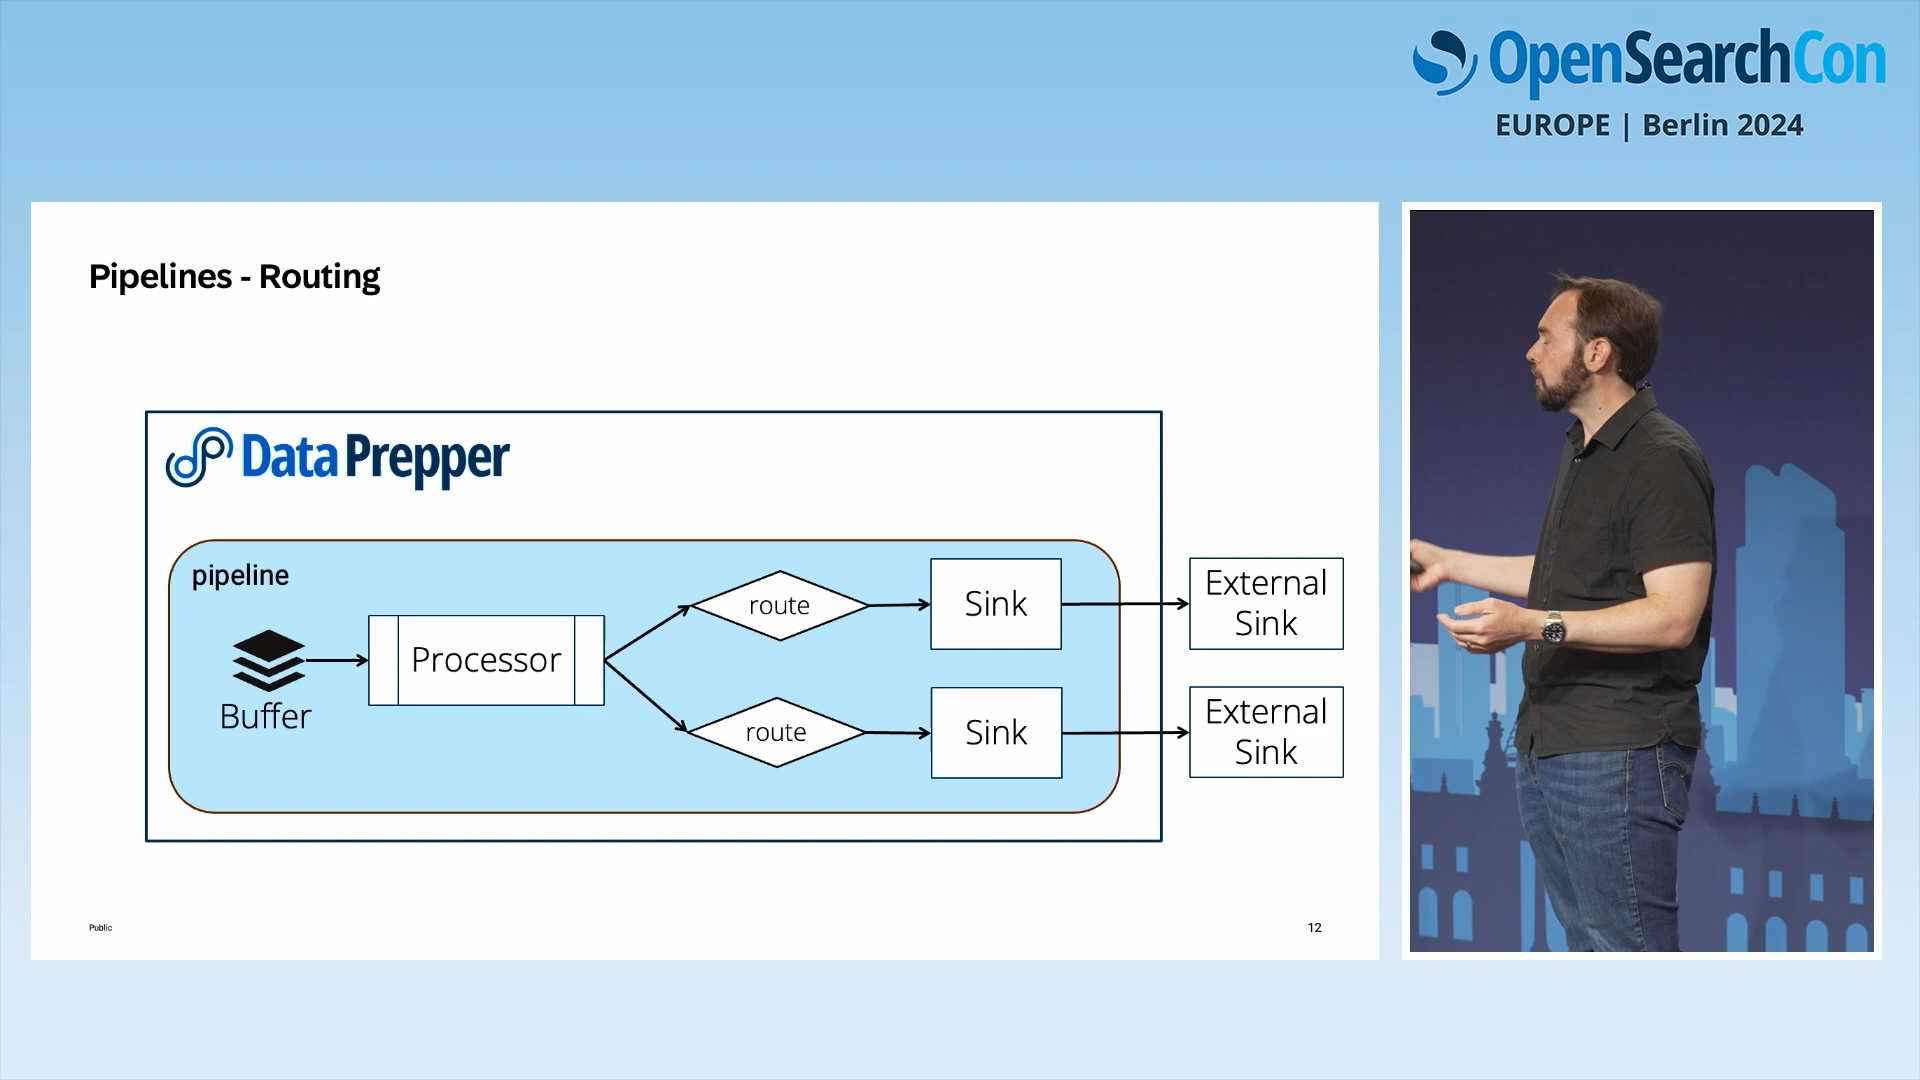 OpenSearchCon
EUROPE | Berlin 2024
Pipelines - Routing
Data Prepper
pipeline
Buffer
Processor
route
Sink
External
Sink
route
Sink
External
Sink
Public
12